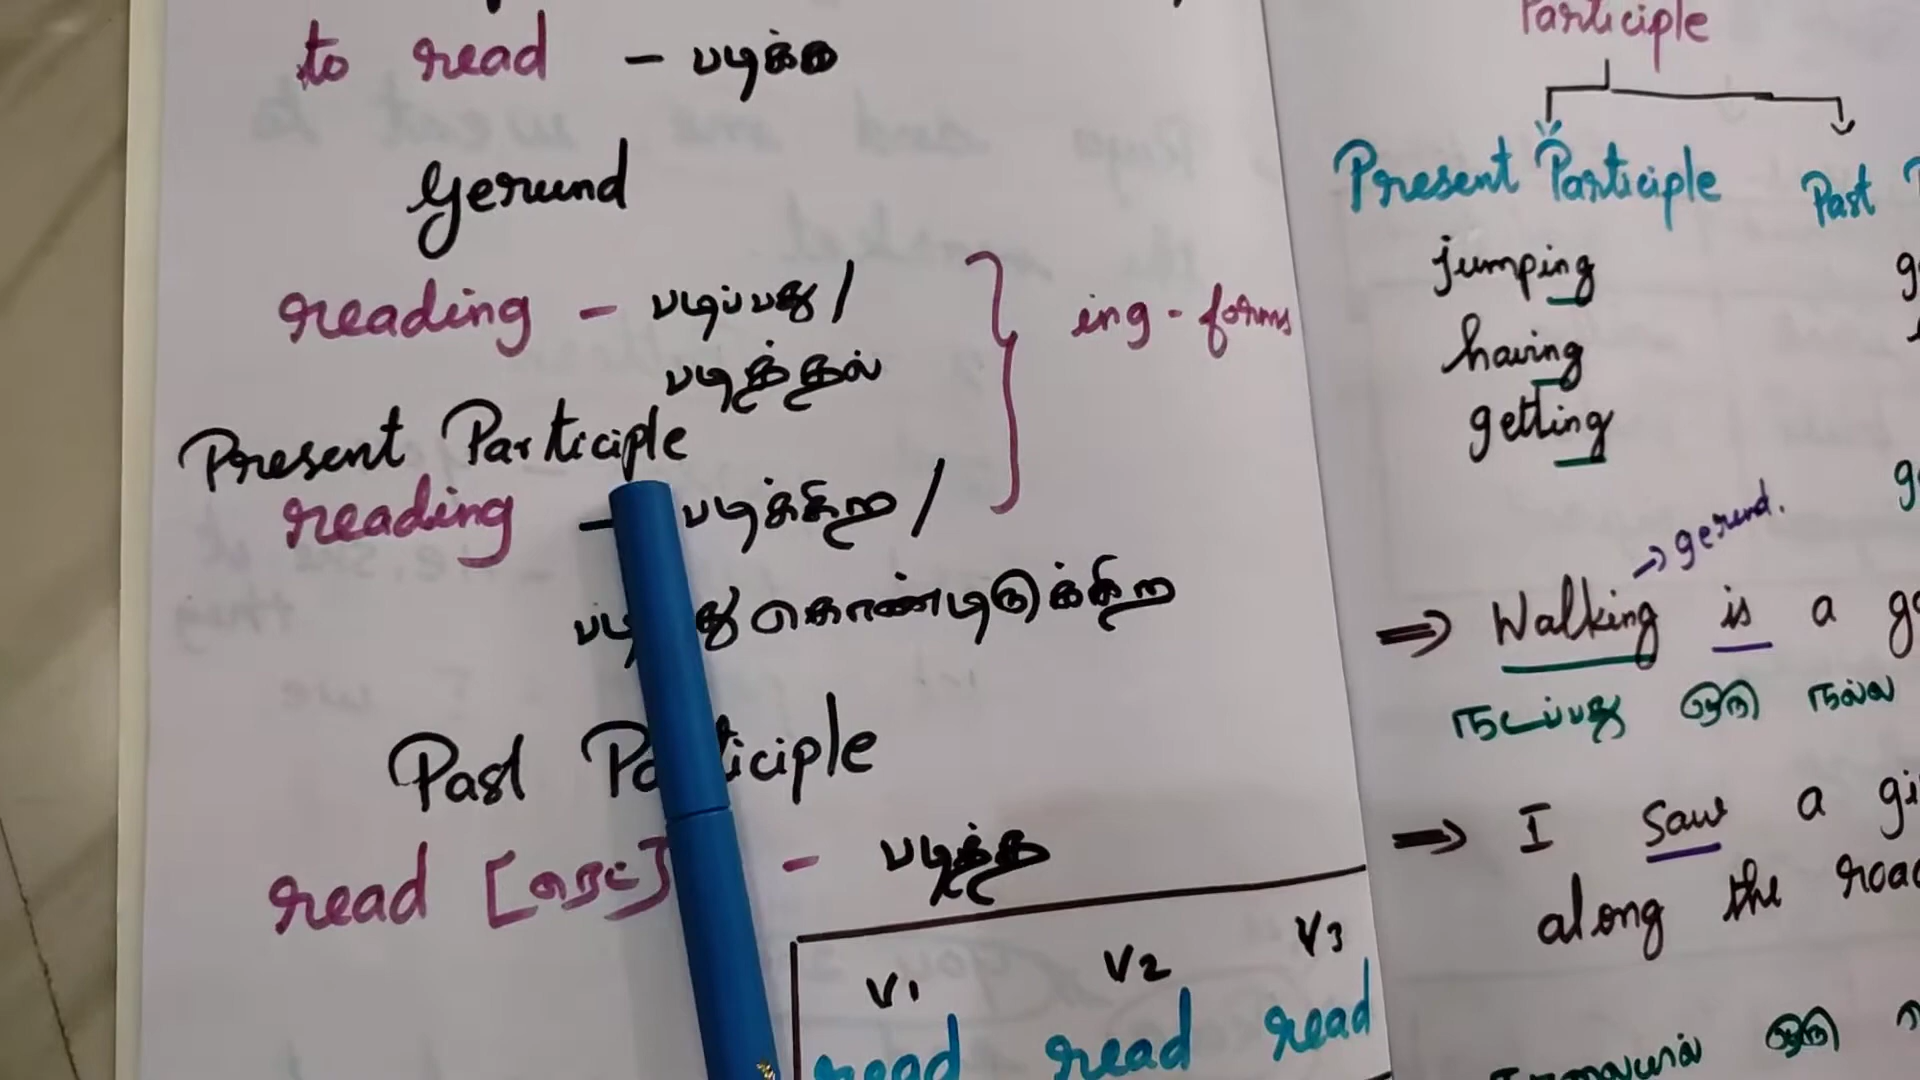 to read - படிக்க
Gerund
reading - படிப்பது /
படித்தல்
ing - forms
Present Participle
reading - படிக்கிற /
கொண்டிருக்கிற
Past Participle
read [ரெட்] - படித்த
V1 V2 V3
read read read
Participle
Present Participle Past
jumping
having
getting
→ gerund.
⇒ Walking is a
நடப்பது ஒரு நல்ல
⇒ I saw a
along the
ஒரு